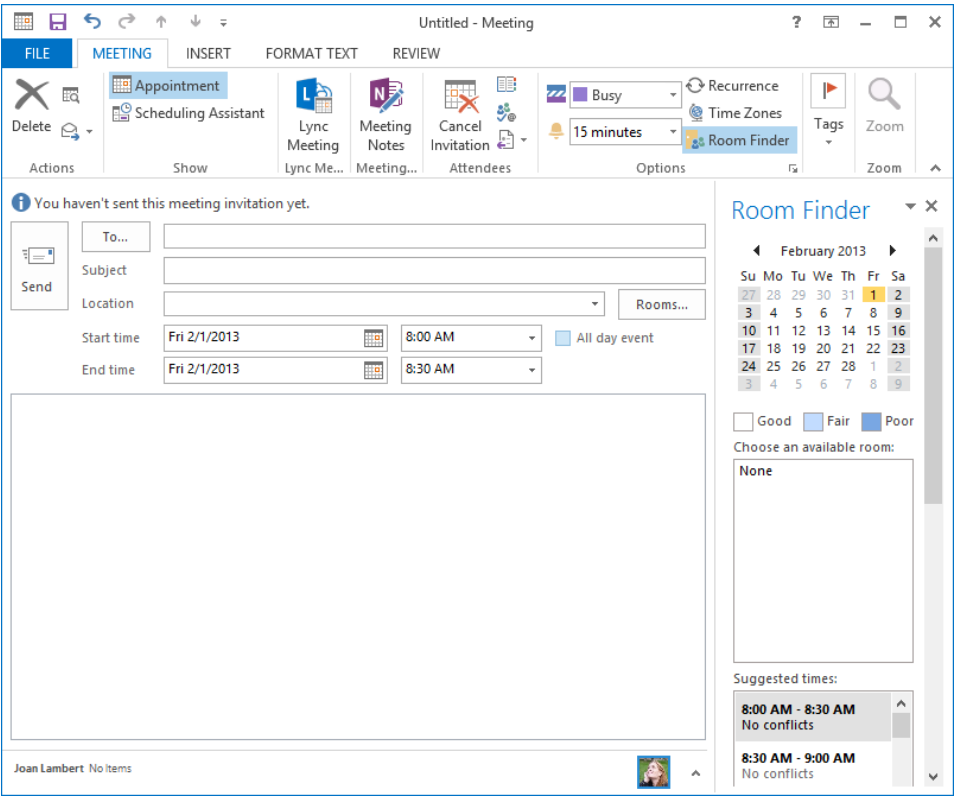 Untitled - Meeting
?
FILE MEETING INSERT FORMAT TEXT REVIEW
Delete
Actions
Appointment
Scheduling Assistant
Show
Lync Meeting
Lync Me...
Meeting Notes
Meeting...
Cancel Invitation
Attendees
Busy
15 minutes
Recurrence
Time Zones
Room Finder
Options
Tags
Zoom
Zoom
You haven't sent this meeting invitation yet.
Send
To...
Subject
Location
Rooms...
Start time Fri 2/1/2013 8:00 AM All day event
End time Fri 2/1/2013 8:30 AM
Joan Lambert No Items
Room Finder
February 2013
Su Mo Tu We Th Fr Sa
27 28 29 30 31 1 2
3 4 5 6 7 8 9
10 11 12 13 14 15 16
17 18 19 20 21 22 23
24 25 26 27 28 1 2
3 4 5 6 7 8 9
Good Fair Poor
Choose an available room:
None
Suggested times:
8:00 AM - 8:30 AM
No conflicts
8:30 AM - 9:00 AM
No conflicts